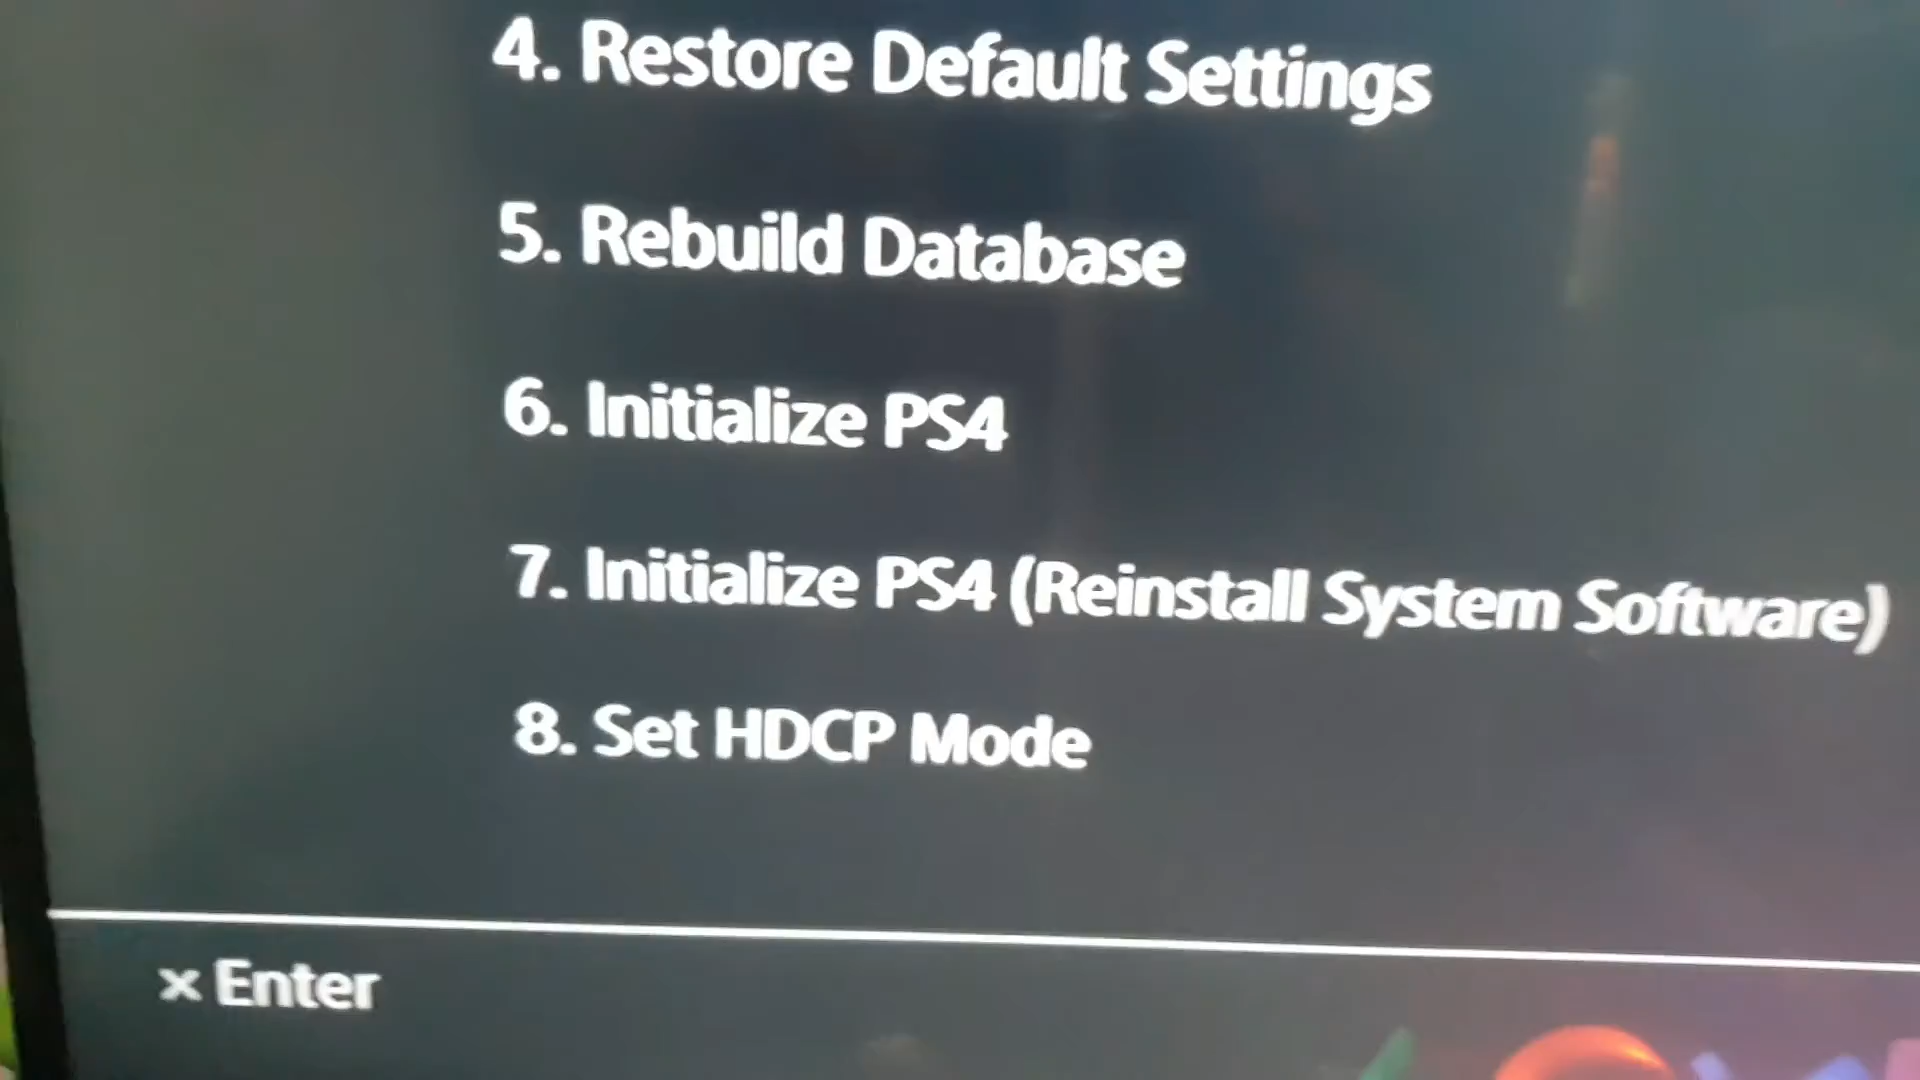 4. Restore Default Settings
5. Rebuild Database
6. Initialize PS4
7. Initialize PS4 (Reinstall System Software)
8. Set HDCP Mode
× Enter